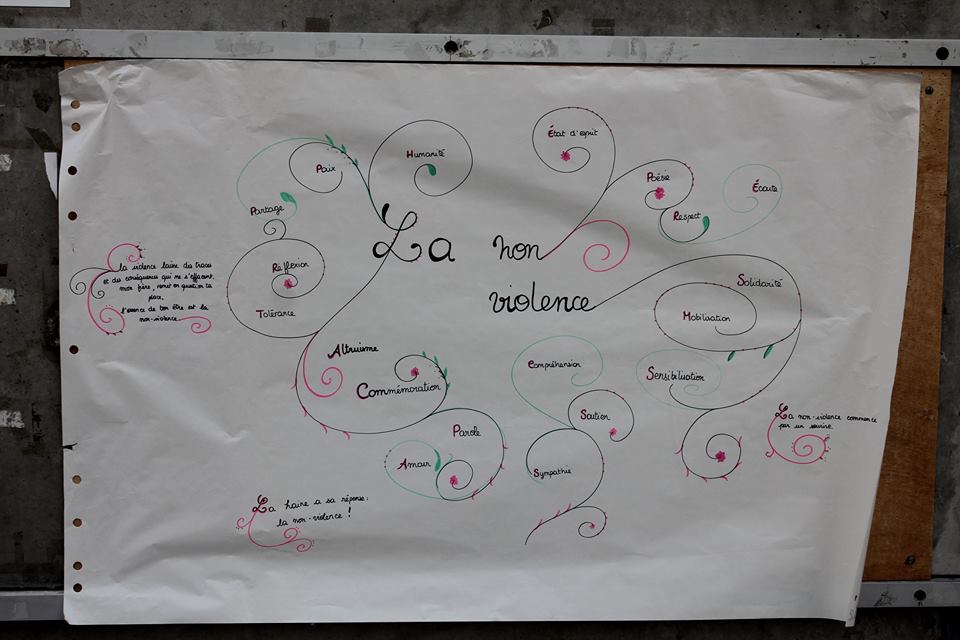 État d'esprit
Humanité
Paix
Poésie
Écoute
Partage
Respect
La non
violence
Réflexion
Tolérance
Solidarité
Mobilisation
la violence laisse des traces
et des conséquences qui ne s'effacent,
mon frère, remet en question ta
place,
l'essence de ton être est la
non-violence
Altruisme
Commémoration
Compréhension
Sensibilisation
Soutien
La non-violence commence
par un sourire.
Parole
Amour
Sympathie
La haine a sa réponse :
la non-violence !